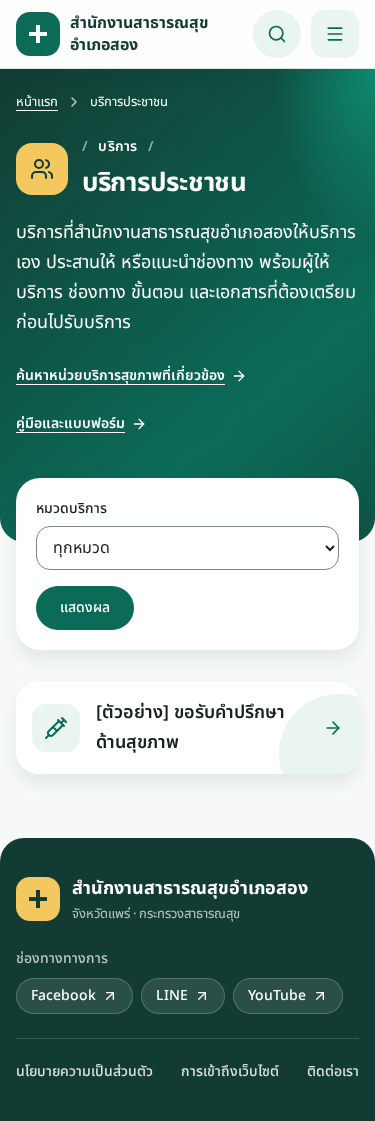 สำนักงานสาธารณสุข
อำเภอสอง
หน้าแรก
บริการประชาชน
/ บริการ /
บริการประชาชน
บริการที่สำนักงานสาธารณสุขอำเภอสองให้บริการ
เอง ประสานให้ หรือแนะนำช่องทาง พร้อมผู้ให้
บริการ ช่องทาง ขั้นตอน และเอกสารที่ต้องเตรียม
ก่อนไปรับบริการ
ค้นหาหน่วยบริการสุขภาพที่เกี่ยวข้อง
คู่มือและแบบฟอร์ม
หมวดบริการ
ทุกหมวด
แสดงผล
[ตัวอย่าง] ขอรับคำปรึกษา
ด้านสุขภาพ
สำนักงานสาธารณสุขอำเภอสอง
จังหวัดแพร่ · กระทรวงสาธารณสุข
ช่องทางทางการ
Facebook LINE YouTube
นโยบายความเป็นส่วนตัว การเข้าถึงเว็บไซต์ ติดต่อเรา